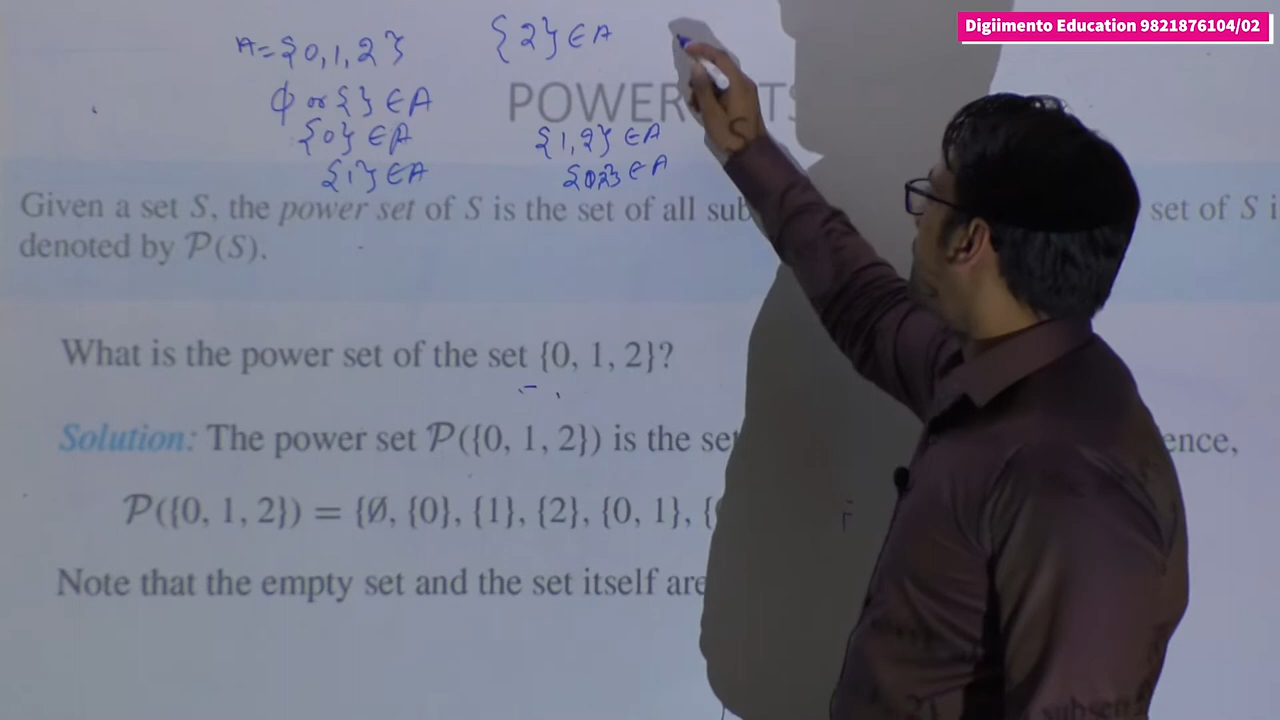 Digiimento Education 9821876104/02
A={0,1,2}
{2}∈A
ϕ or { }∈A
POWER
{0}∈A
{1,2}∈A
{1}∈A
{02}∈A
Given a set S, the power set of S is the set of all sub set of S i
denoted by P(S).
What is the power set of the set {0, 1, 2}?
Solution: The power set P({0, 1, 2}) is the set ence,
P({0, 1, 2}) = {∅, {0}, {1}, {2}, {0, 1}, {
Note that the empty set and the set itself are